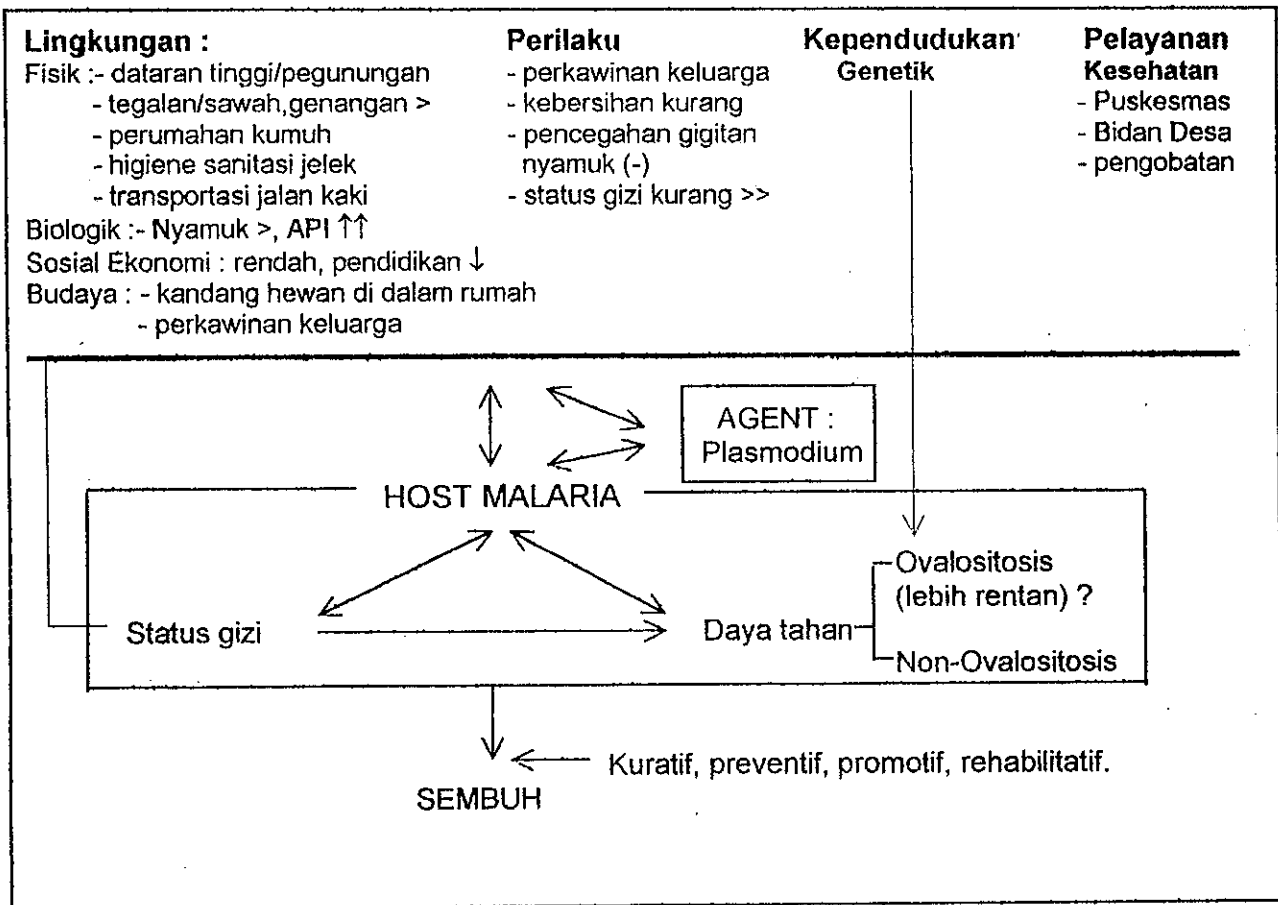 Lingkungan :
Fisik :- dataran tinggi/pegunungan
- tegalan/sawah,genangan >
- perumahan kumuh
- higiene sanitasi jelek
- transportasi jalan kaki
Biologik :- Nyamuk >, API ↑↑
Sosial Ekonomi : rendah, pendidikan ↓
Budaya : - kandang hewan di dalam rumah
- perkawinan keluarga
Perilaku
- perkawinan keluarga
- kebersihan kurang
- pencegahan gigitan
nyamuk (-)
- status gizi kurang >>
Kependudukan
Genetik
Pelayanan
Kesehatan
- Puskesmas
- Bidan Desa
- pengobatan
AGENT :
Plasmodium
HOST MALARIA
Status gizi
Daya tahan
Ovalositosis
(lebih rentan) ?
Non-Ovalositosis
Kuratif, preventif, promotif, rehabilitatif.
SEMBUH